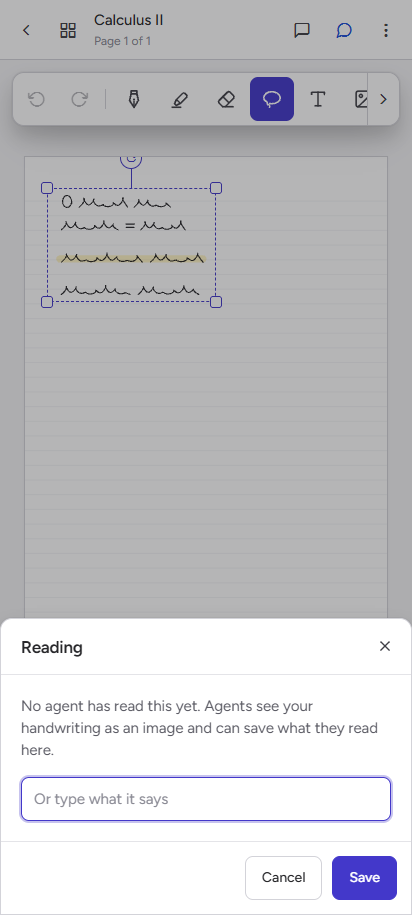 Calculus II
Page 1 of 1
T
Reading
No agent has read this yet. Agents see your
handwriting as an image and can save what they read
here.
Or type what it says
Cancel
Save